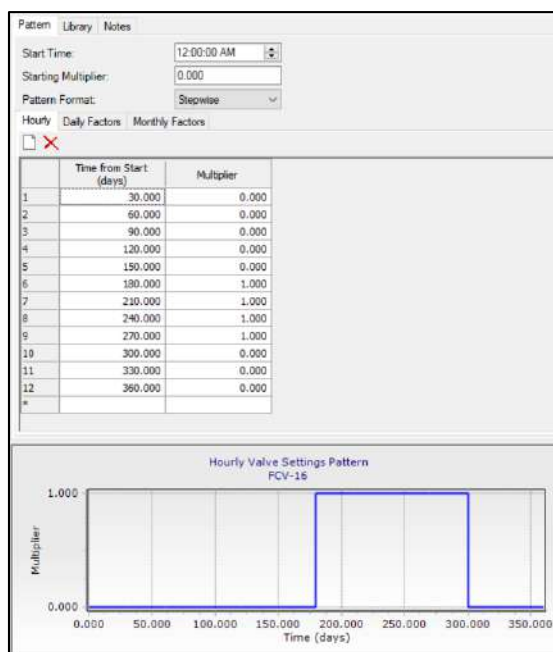 Pattern Library Notes
Start Time: 12:00:00 AM
Starting Multiplier: 0.000
Pattern Format: Stepwise
Hourly Daily Factors Monthly Factors
Time from Start (days) Multiplier
1 30.000 0.000
2 60.000 0.000
3 90.000 0.000
4 120.000 0.000
5 150.000 0.000
6 180.000 1.000
7 210.000 1.000
8 240.000 1.000
9 270.000 1.000
10 300.000 0.000
11 330.000 0.000
12 360.000 0.000
*
Hourly Valve Settings Pattern
FCV-16
1.000
Multiplier
0.000
0.000 50.000 100.000 150.000 200.000 250.000 300.000 350.000
Time (days)